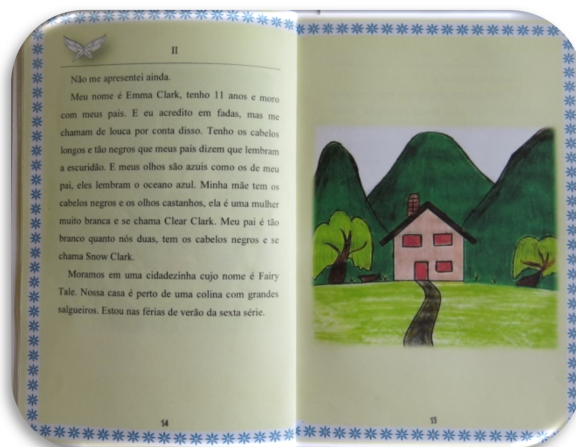 II
Não me apresentei ainda.
Meu nome é Emma Clark, tenho 11 anos e moro
com meus pais. E eu acredito em fadas, mas me
chamam de louca por conta disso. Tenho os cabelos
longos e tão negros que meus pais dizem que lembram
a escuridão. E meus olhos são azuis como os de meu
pai, eles lembram o oceano azul. Minha mãe tem os
cabelos negros e os olhos castanhos, ela é uma mulher
muito branca e se chama Clear Clark. Meu pai é tão
branco quanto nós duas, tem os cabelos negros e se
chama Snow Clark.
Moramos em uma cidadezinha cujo nome é Fairy
Tale. Nossa casa é perto de uma colina com grandes
salgueiros. Estou nas férias de verão da sexta série.
14
15